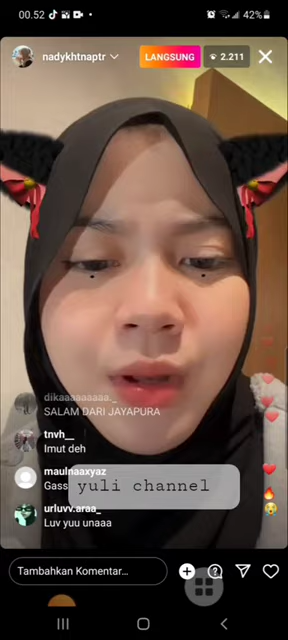 00.52
42%
nadykhtnaptr
LANGSUNG
2.211
dikaaaaaaaaa._
SALAM DARI JAYAPURA
tnvh__
Imut deh
maulnaaxyaz
Gass
yuli channel
urluvv.araa_
Luv yuu unaaa
Tambahkan Komentar...